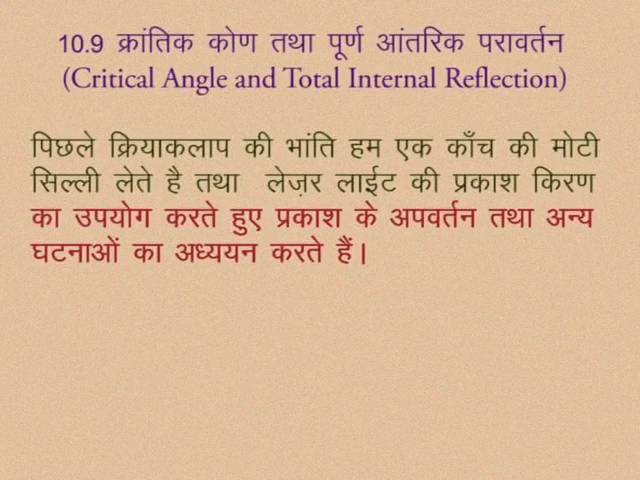 10.9 क्रांतिक कोण तथा पूर्ण आंतरिक परावर्तन
(Critical Angle and Total Internal Reflection)
पिछले क्रियाकलाप की भांति हम एक काँच की मोटी
सिल्ली लेते है तथा लेज़र लाईट की प्रकाश किरण
का उपयोग करते हुए प्रकाश के अपवर्तन तथा अन्य
घटनाओं का अध्ययन करते हैं।